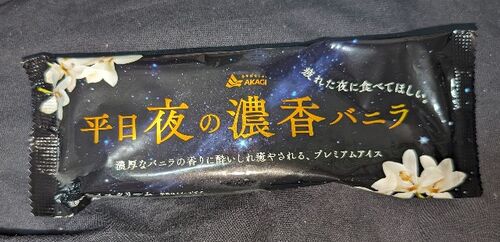 AKAGI
疲れた夜に食べてほしい。
平日夜の濃香バニラ
濃厚なバニラの香りに酔いしれ癒やされる、プレミアムアイス